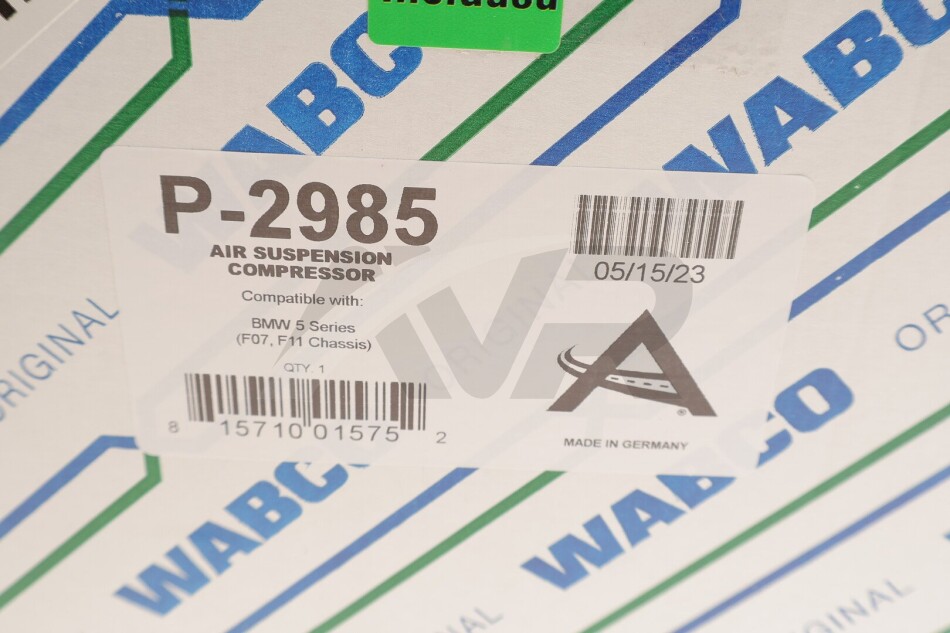 Included
WABCO
WABCO
P-2985
AIR SUSPENSION
COMPRESSOR
Compatible with:
BMW 5 Series
(F07, F11 Chassis)
QTY. 1
8 15710 01575 2
05/15/23
A
®
MADE IN GERMANY
ORIGINAL
WABCO
WABCO